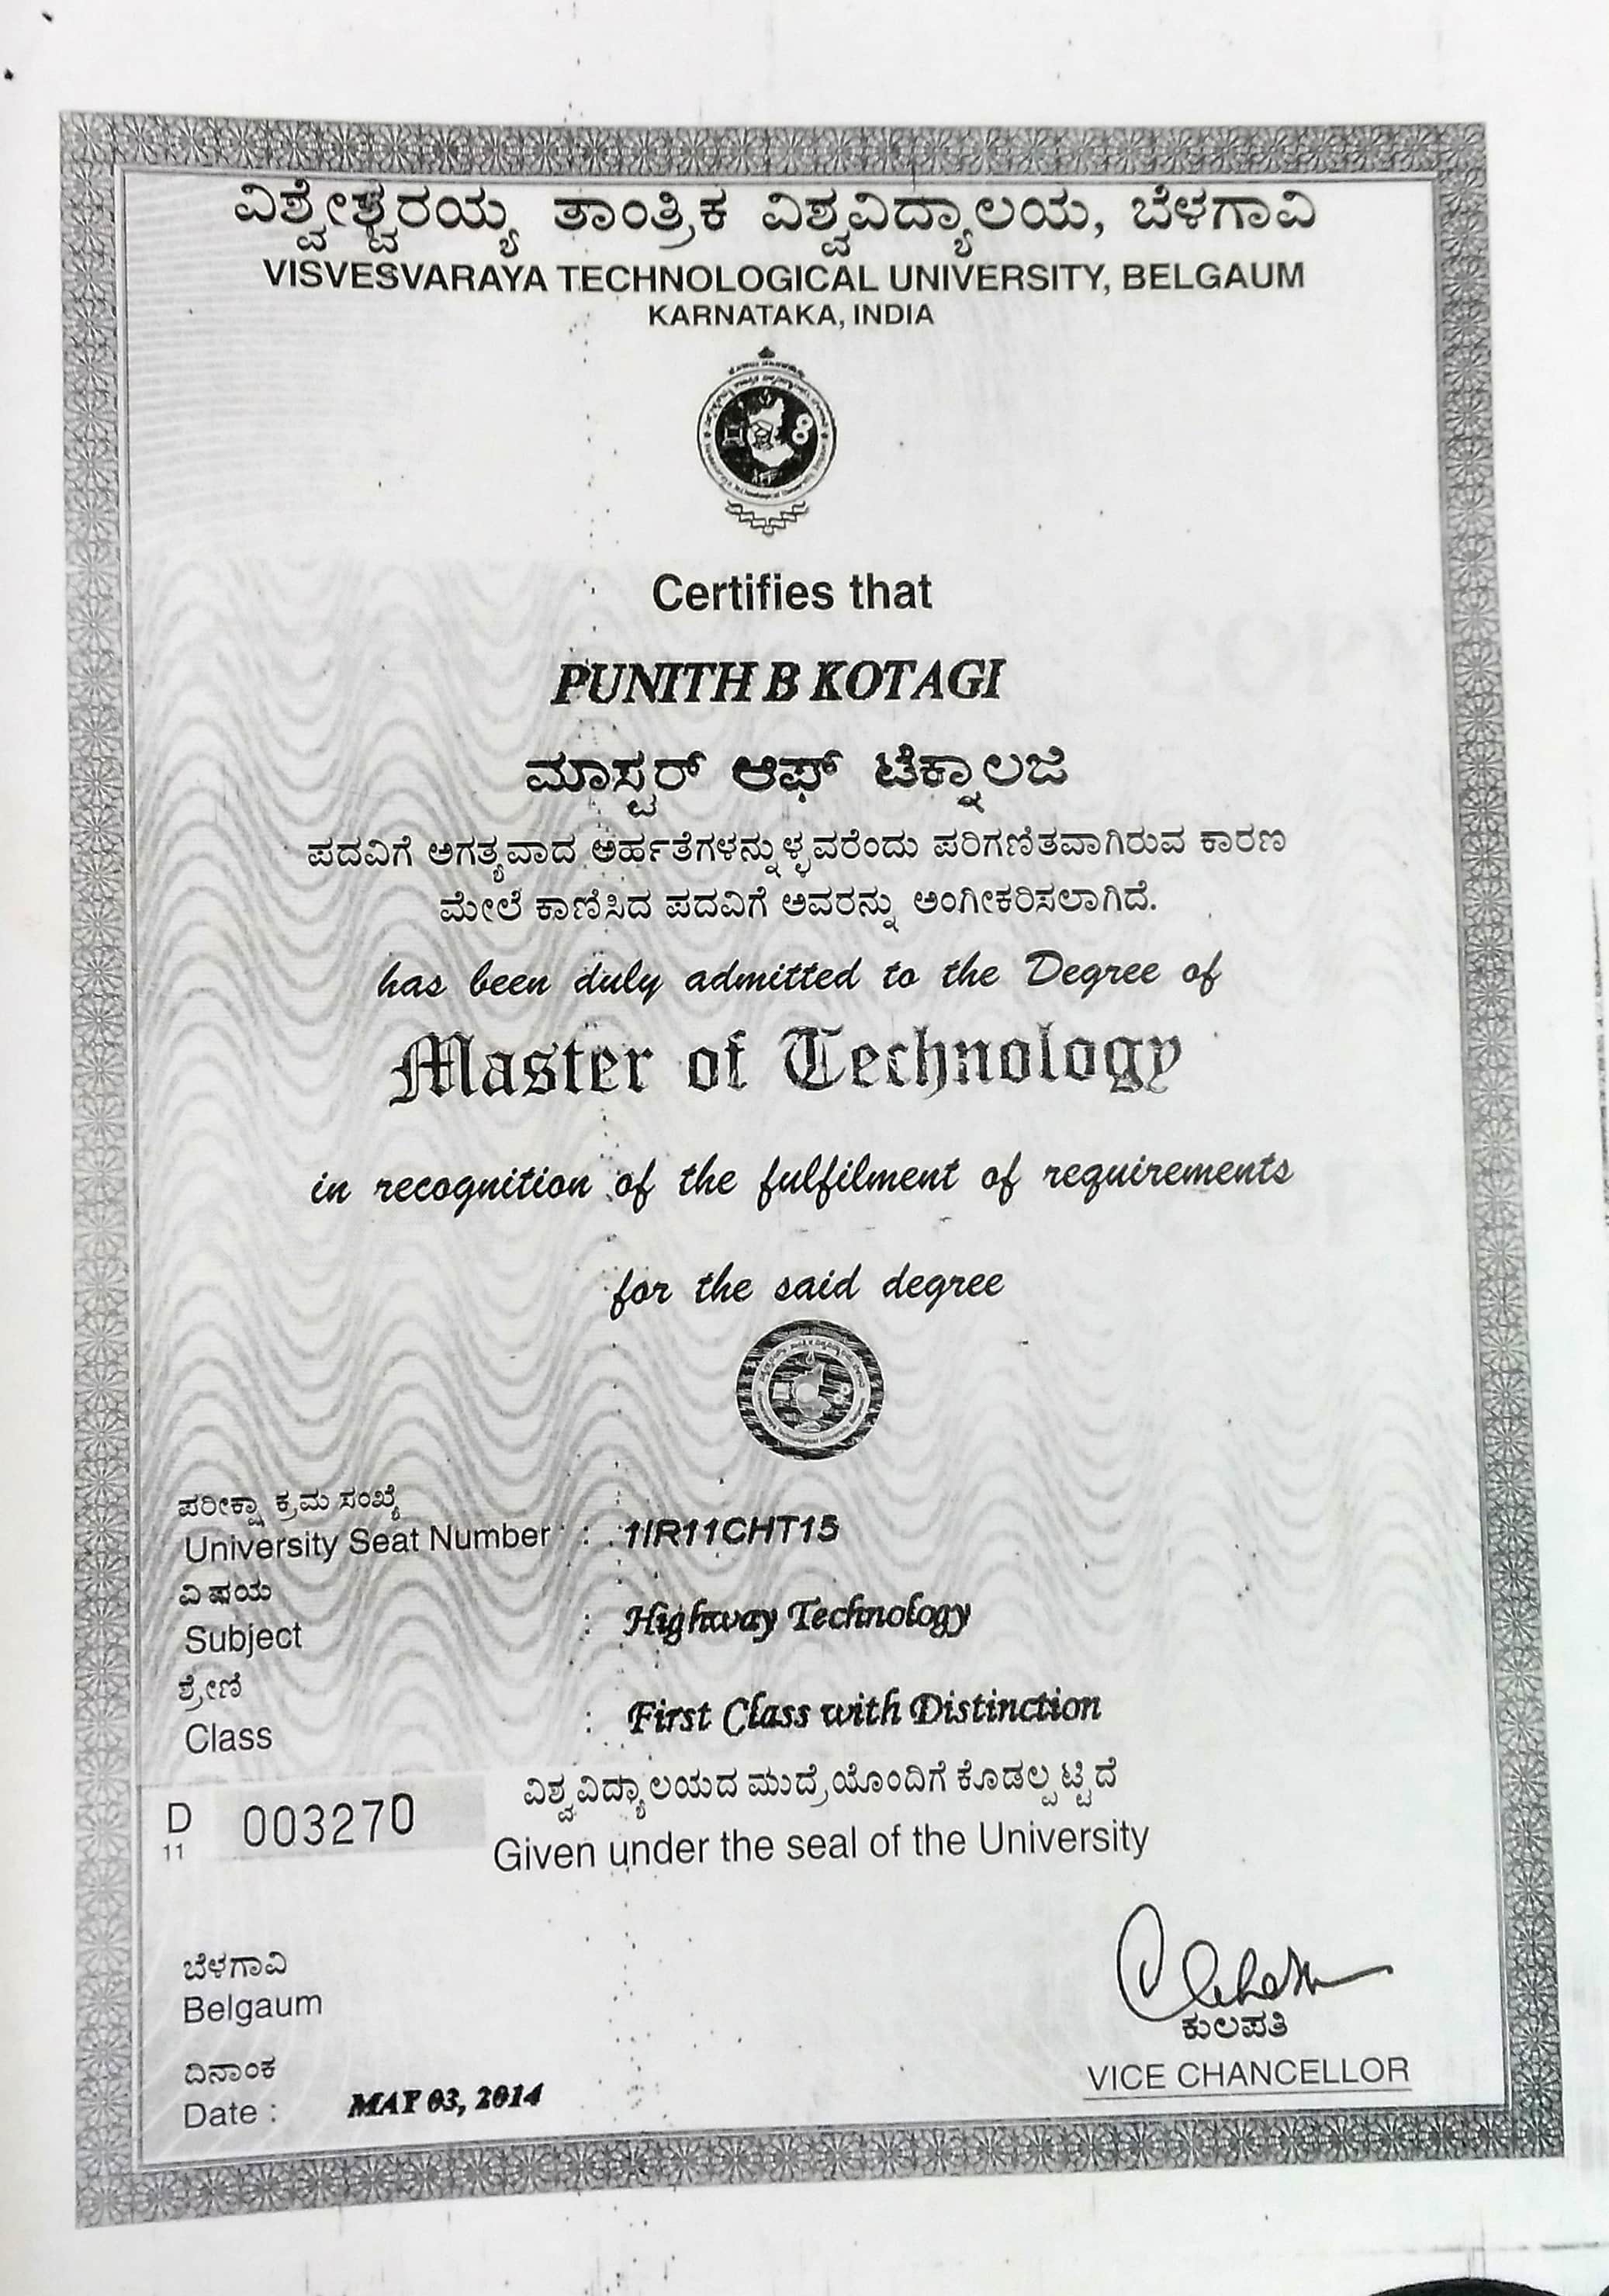 ವಿಶ್ವೇಶ್ವರಯ್ಯ ತಾಂತ್ರಿಕ ವಿಶ್ವವಿದ್ಯಾಲಯ, ಬೆಳಗಾವಿ
VISVESVARAYA TECHNOLOGICAL UNIVERSITY, BELGAUM
KARNATAKA, INDIA
Certifies that
PUNITH B KOTAGI
ಮಾಸ್ಟರ್ ಆಫ್ ಟೆಕ್ನಾಲಜಿ
ಪದವಿಗೆ ಅಗತ್ಯವಾದ ಅರ್ಹತೆಗಳನ್ನುಳ್ಳವರೆಂದು ಪರಿಗಣಿತವಾಗಿರುವ ಕಾರಣ
ಮೇಲೆ ಕಾಣಿಸಿದ ಪದವಿಗೆ ಅವರನ್ನು ಅಂಗೀಕರಿಸಲಾಗಿದೆ.
has been duly admitted to the Degree of
Master of Technology
in recognition of the fulfilment of requirements
for the said degree
ಪರೀಕ್ಷಾ ಕ್ರಮ ಸಂಖ್ಯೆ
University Seat Number : 1IR11CHT15
ವಿಷಯ
Subject : Highway Technology
ಶ್ರೇಣಿ
Class : First Class with Distinction
ವಿಶ್ವವಿದ್ಯಾಲಯದ ಮುದ್ರೆಯೊಂದಿಗೆ ಕೊಡಲ್ಪಟ್ಟಿದೆ
D 11 003270
Given under the seal of the University
ಬೆಳಗಾವಿ
Belgaum
ಕುಲಪತಿ
VICE CHANCELLOR
ದಿನಾಂಕ
Date : MAY 03, 2014